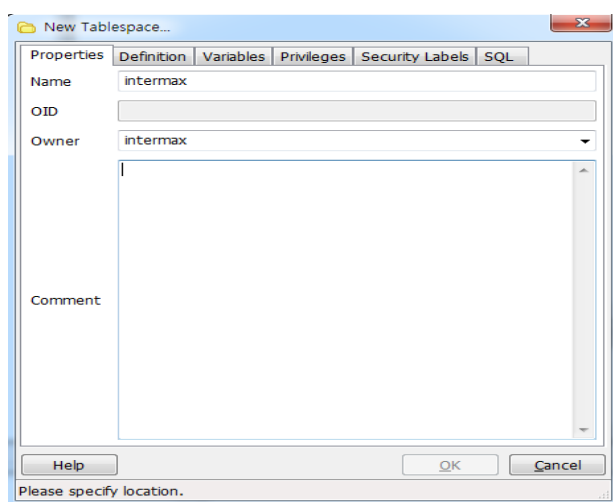 New Tablespace...
Properties Definition Variables Privileges Security Labels SQL
Name intermax
OID
Owner intermax
Comment
Help OK Cancel
Please specify location.